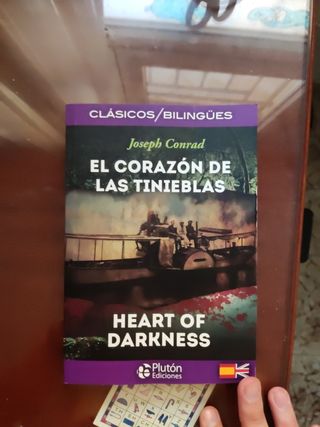 CLÁSICOS/BILINGÜES
Joseph Conrad
EL CORAZÓN DE
LAS TINIEBLAS
HEART OF
DARKNESS
Plutón
Ediciones